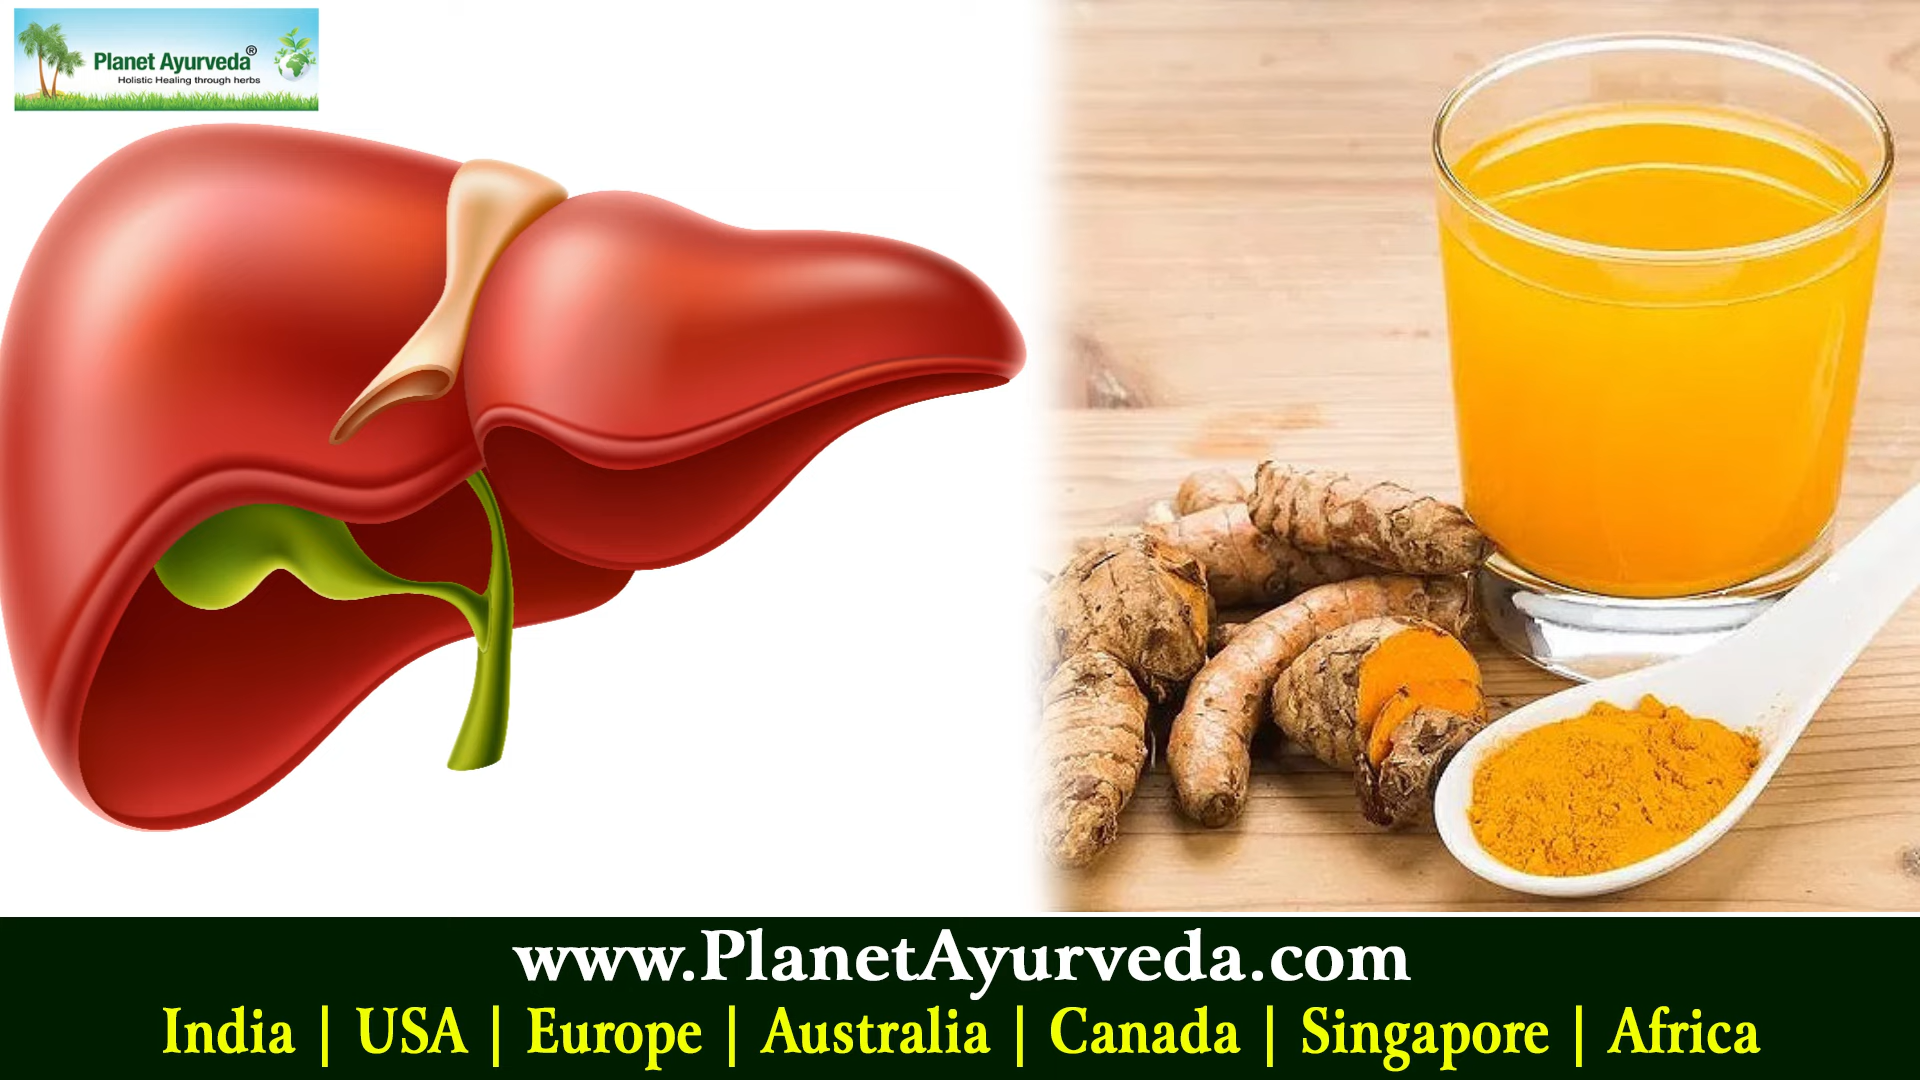 Planet Ayurveda®
Holistic Healing through herbs
www.PlanetAyurveda.com
India | USA | Europe | Australia | Canada | Singapore | Africa